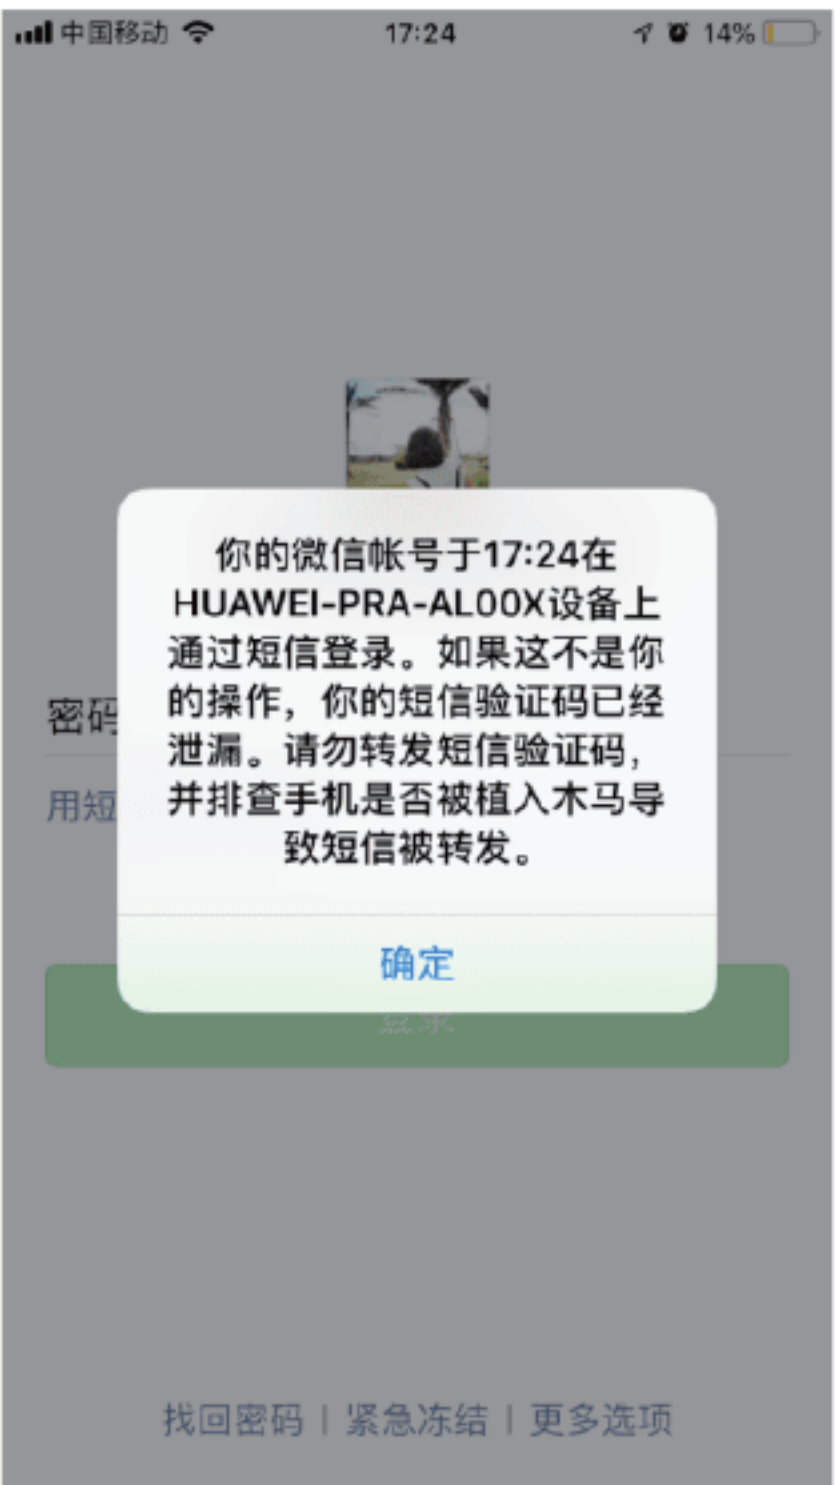 中国移动 17:24 14%
你的微信帐号于17:24在
HUAWEI-PRA-AL00X设备上
通过短信登录。如果这不是你
的操作，你的短信验证码已经
泄漏。请勿转发短信验证码，
并排查手机是否被植入木马导
致短信被转发。
密码
用短
确定
登录
找回密码 | 紧急冻结 | 更多选项